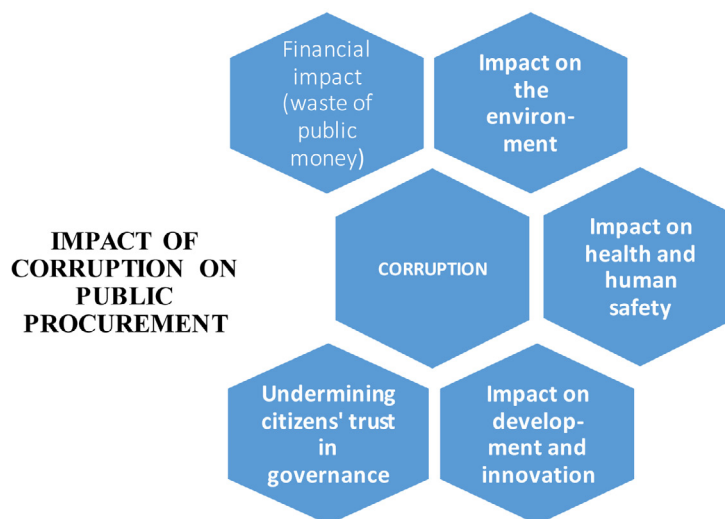 Financial
impact
(waste of
public
money)
Impact on
the
environ-
ment
IMPACT OF
CORRUPTION ON
PUBLIC
PROCUREMENT
CORRUPTION
Impact on
health and
human
safety
Undermining
citizens' trust
in
governance
Impact on
develop-
ment and
innovation